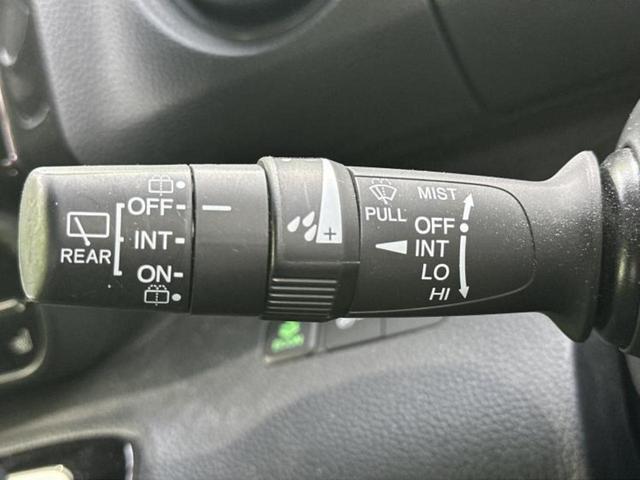 REAR
OFF
INT
ON
+
PULL
MIST
OFF
INT
LO
HI